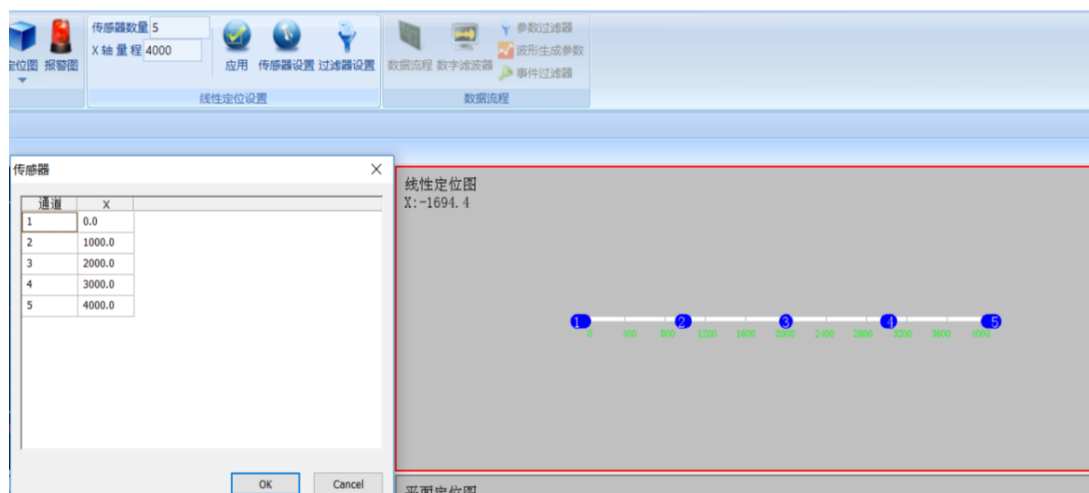 传感器数量 5
X 轴 量 程 4000
位图 报警图
应用 传感器设置 过滤器设置
线性定位设置
数据流程 数字滤波器
参数过滤器
波形生成参数
事件过滤器
数据流程
传感器
通道 X
1 0.0
2 1000.0
3 2000.0
4 3000.0
5 4000.0
OK Cancel
线性定位图
X:-1694.4
1 2 3 4 5
0 400 800 1200 1600 2000 2400 2800 3200 3600 4000
平面定位图